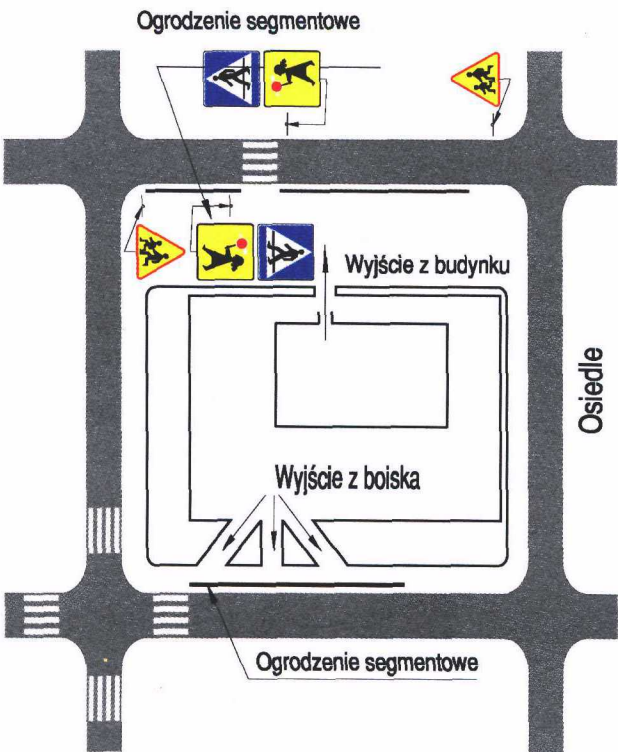 Ogrodzenie segmentowe
Wyjście z budynku
Osiedle
Wyjście z boiska
Ogrodzenie segmentowe